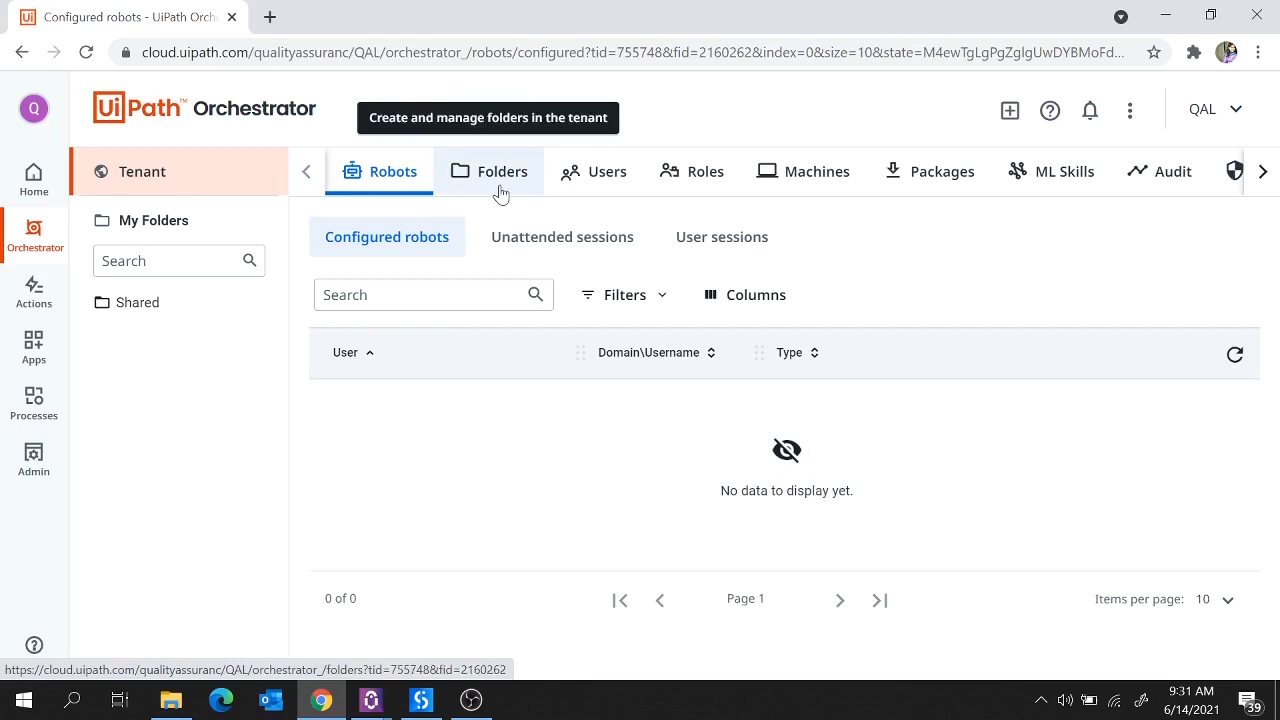 Configured robots - UiPath Orch
cloud.uipath.com/qualityassuranc/QAL/orchestrator_/robots/configured?tid=755748&fid=2160262&index=0&size=10&state=M4ewTgLgPgZglgUwDYBMoFd...
Q
UiPath™ Orchestrator
Create and manage folders in the tenant
QAL
Home
Orchestrator
Actions
Apps
Processes
Admin
Tenant
My Folders
Search
Shared
Robots
Folders
Users
Roles
Machines
Packages
ML Skills
Audit
Configured robots
Unattended sessions
User sessions
Search
Filters
Columns
User
Domain\Username
Type
No data to display yet.
0 of 0
Page 1
Items per page: 10
https://cloud.uipath.com/qualityassuranc/QAL/orchestrator_/folders?tid=755748&fid=2160262
9:31 AM
6/14/2021
39